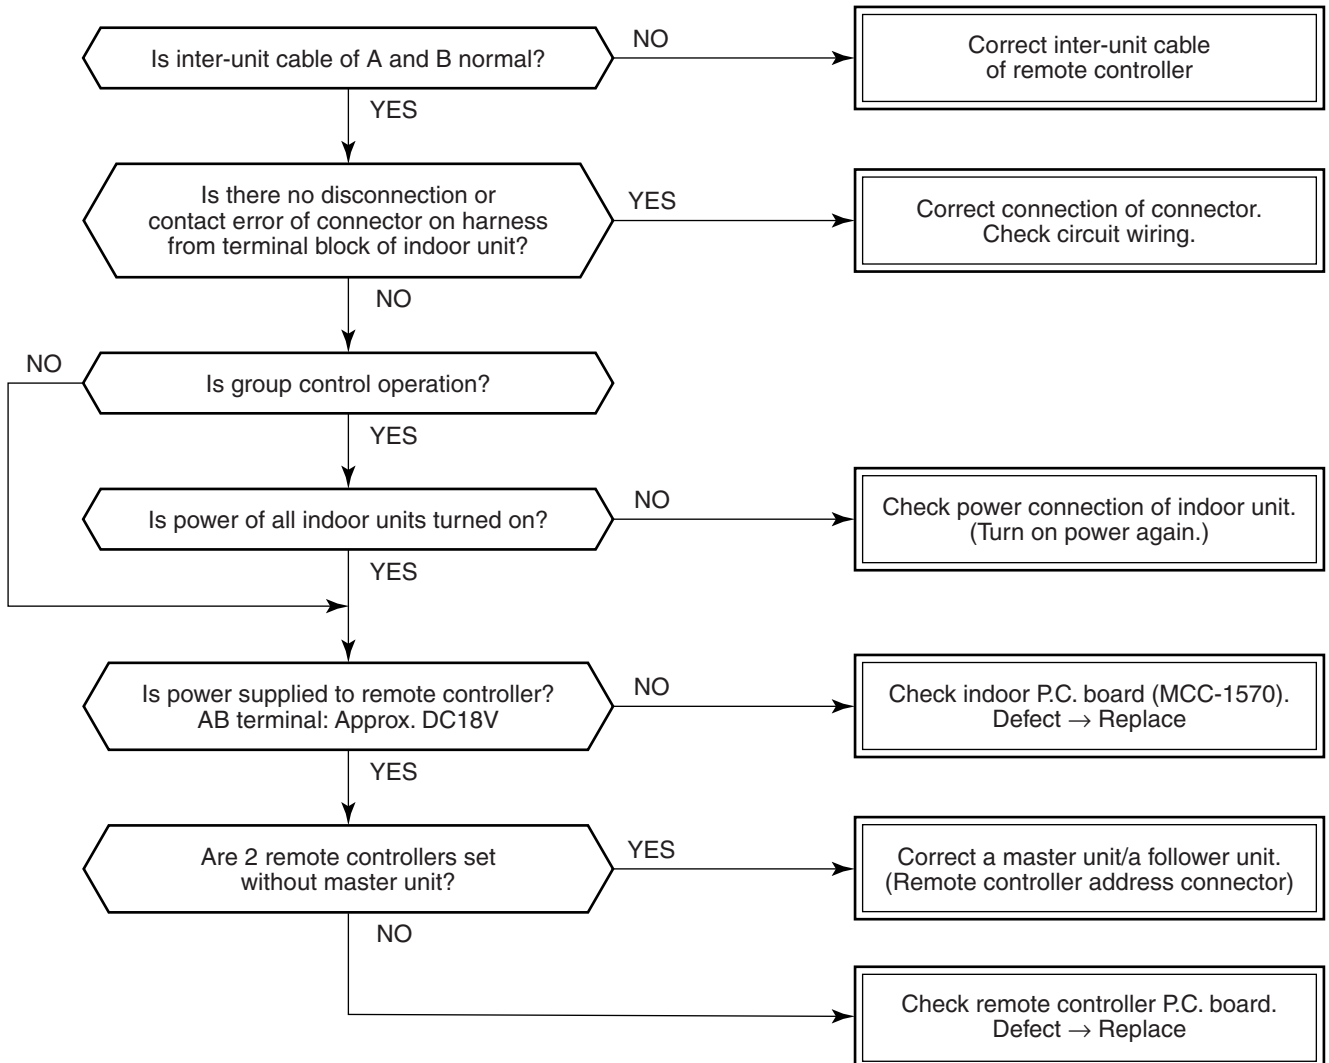 Is inter-unit cable of A and B normal?
NO
Correct inter-unit cable
of remote controller
YES
Is there no disconnection or
contact error of connector on harness
from terminal block of indoor unit?
YES
Correct connection of connector.
Check circuit wiring.
NO
NO
Is group control operation?
YES
Is power of all indoor units turned on?
NO
Check power connection of indoor unit.
(Turn on power again.)
YES
Is power supplied to remote controller?
AB terminal: Approx. DC18V
NO
Check indoor P.C. board (MCC-1570).
Defect → Replace
YES
Are 2 remote controllers set
without master unit?
YES
Correct a master unit/a follower unit.
(Remote controller address connector)
NO
Check remote controller P.C. board.
Defect → Replace